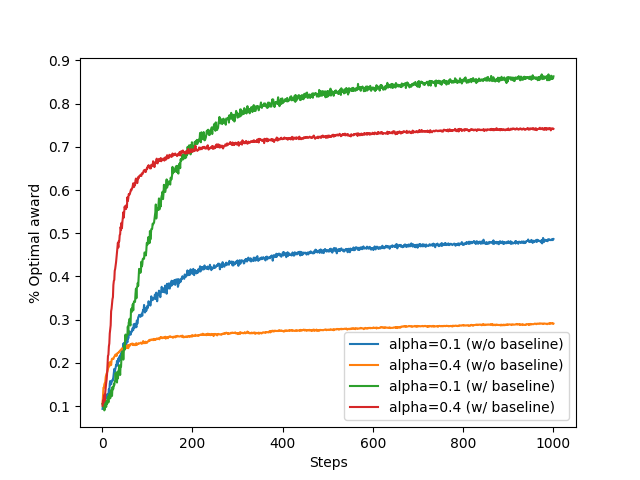 0.9
0.8
0.7
0.6
0.5
0.4
0.3
0.2
0.1
% Optimal award
alpha=0.1 (w/o baseline)
alpha=0.4 (w/o baseline)
alpha=0.1 (w/ baseline)
alpha=0.4 (w/ baseline)
0 200 400 600 800 1000
Steps